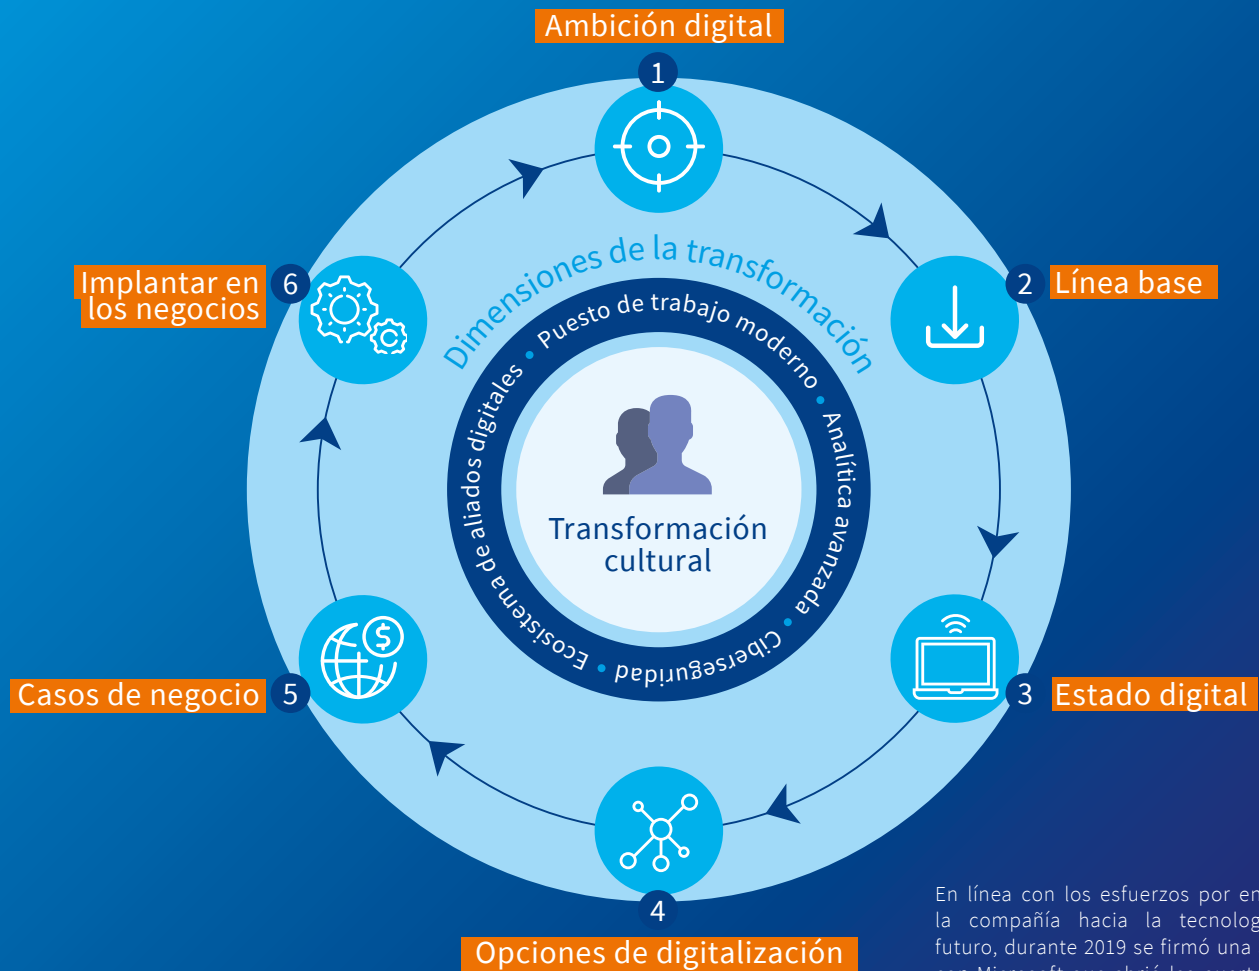 Ambición digital
1
Implantar en
los negocios
6
2
Línea base
Dimensiones de la transformación
Puesto de trabajo moderno • Analítica avanzada • Ciberseguridad • Ecosistema de aliados digitales •
Transformación
cultural
Casos de negocio
5
3
Estado digital
$
4
Opciones de digitalización
En línea con los esfuerzos por
la compañía hacia la
futuro, durante 2019 se firmó una